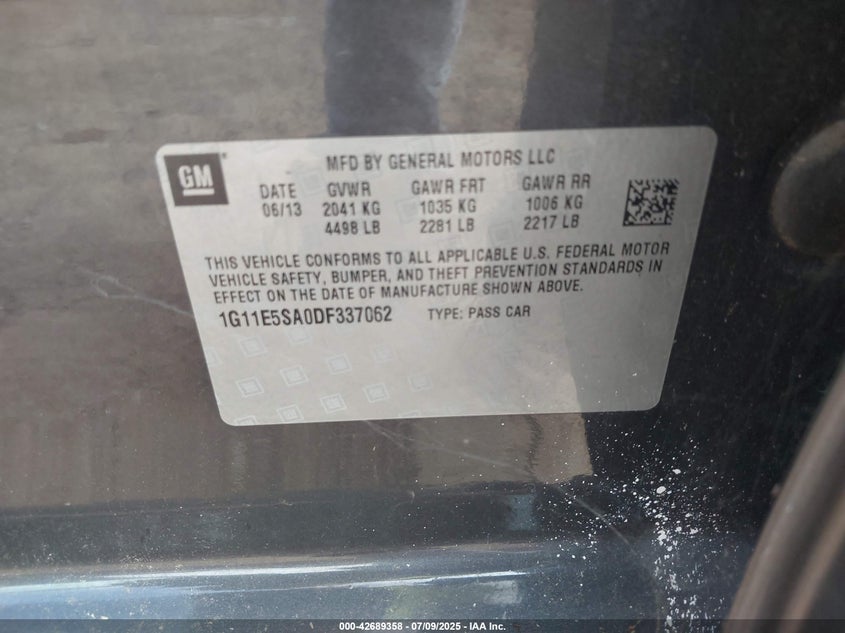 GM
MFD BY GENERAL MOTORS LLC
DATE GVWR GAWR FRT GAWR RR
06/13 2041 KG 1035 KG 1006 KG
4498 LB 2281 LB 2217 LB
THIS VEHICLE CONFORMS TO ALL APPLICABLE U.S. FEDERAL MOTOR
VEHICLE SAFETY, BUMPER, AND THEFT PREVENTION STANDARDS IN
EFFECT ON THE DATE OF MANUFACTURE SHOWN ABOVE.
1G11E5SA0DF337062 TYPE: PASS CAR
000-42689358 - 07/09/2025 - IAA Inc.